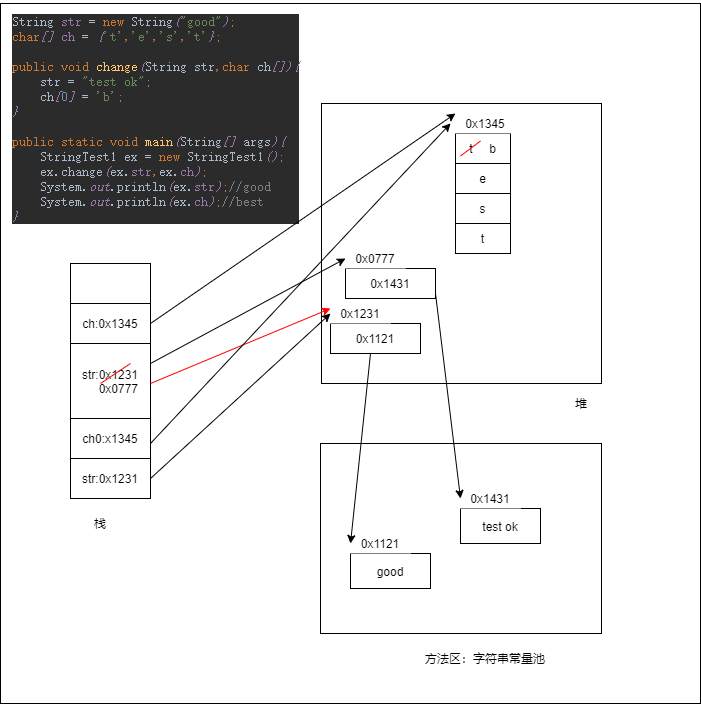 String str = new String("good");
char[] ch = {'t','e','s','t'};
public void change(String str,char ch[]){
str = "test ok";
ch[0] = 'b';
}
public static void main(String[] args){
StringTest1 ex = new StringTest1();
ex.change(ex.str,ex.ch);
System.out.println(ex.str);//good
System.out.println(ex.ch);//best
}
0x1345
t b
e
s
t
0x0777
0x1431
0x1231
0x1121
堆
ch:0x1345
str:0x1231
0x0777
ch0:x1345
str:0x1231
栈
0x1431
test ok
0x1121
good
方法区：字符串常量池